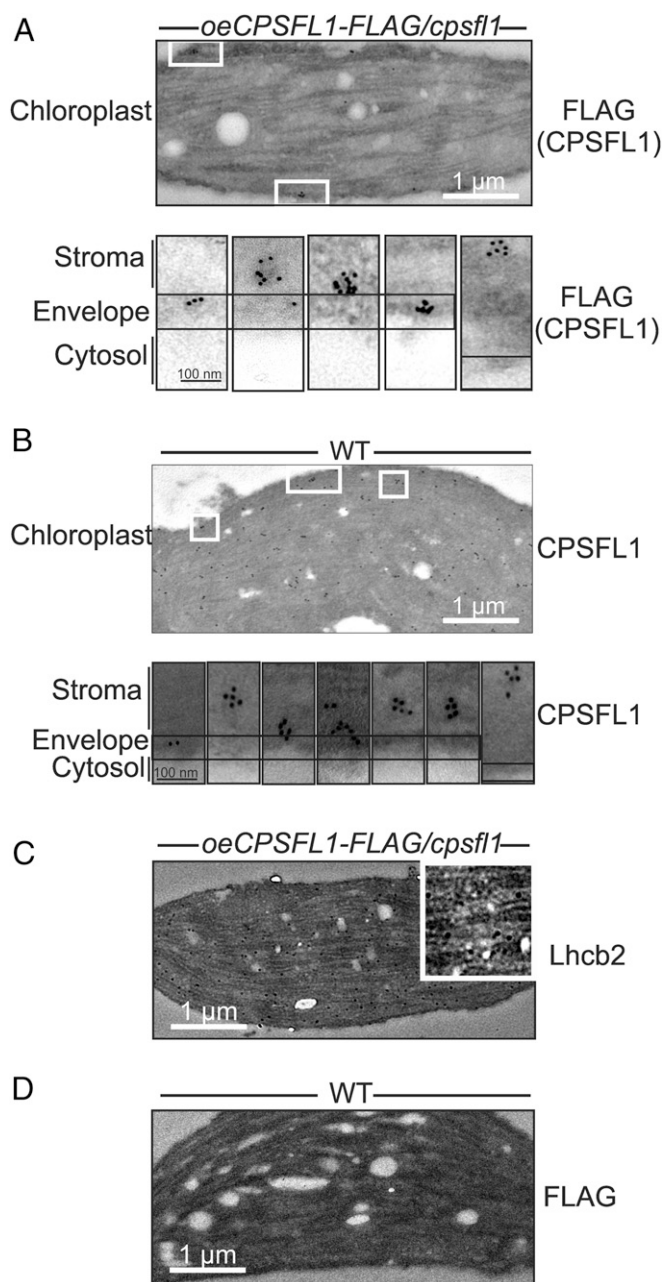 A
oeCPSFL1-FLAG/cpsfl1
Chloroplast
FLAG
(CPSFL1)
1 µm
Stroma
Envelope
Cytosol
100 nm
FLAG
(CPSFL1)
B
WT
Chloroplast
CPSFL1
1 µm
Stroma
Envelope
Cytosol
100 nm
CPSFL1
C
oeCPSFL1-FLAG/cpsfl1
Lhcb2
1 µm
D
WT
FLAG
1 µm